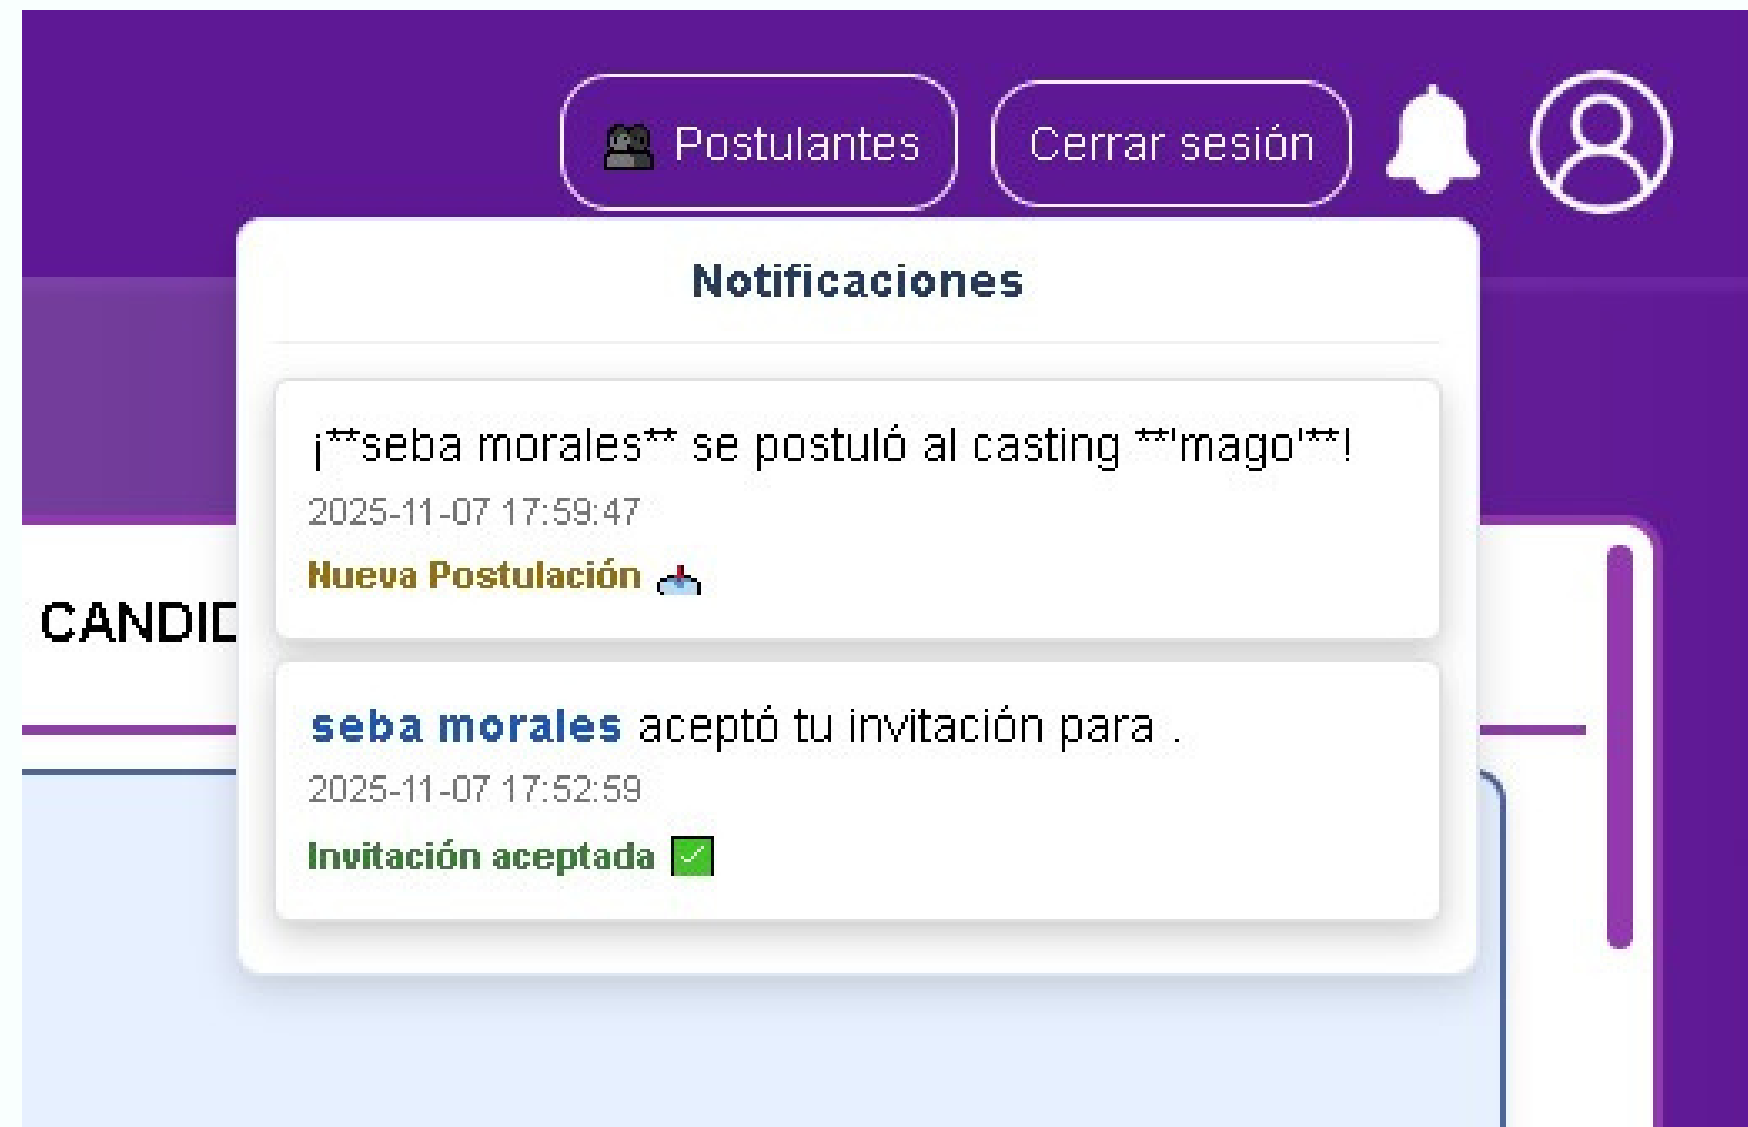 Postulantes
Cerrar sesión
Notificaciones
¡**seba morales** se postuló al casting **'mago'**!
2025-11-07 17:59:47
Nueva Postulación
CANDID
seba morales aceptó tu invitación para .
2025-11-07 17:52:59
Invitación aceptada